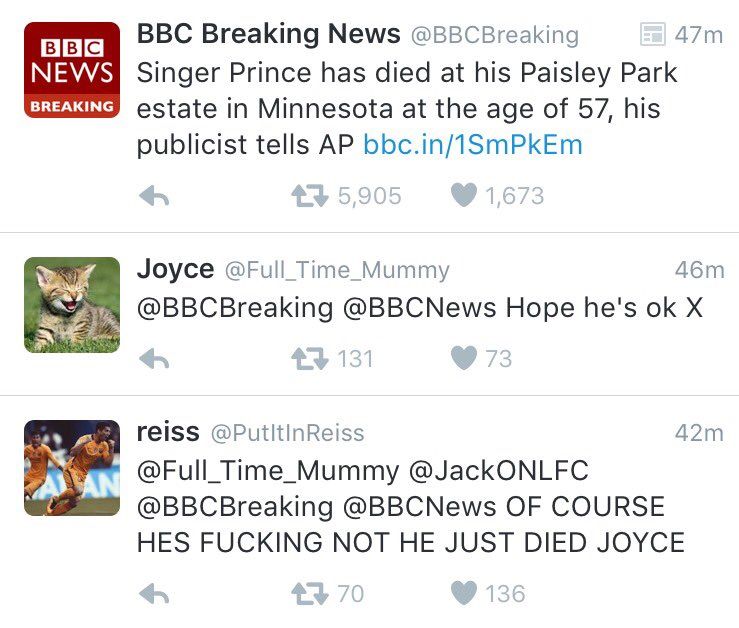 BBC
NEWS
BREAKING
BBC Breaking News @BBCBreaking 47m
Singer Prince has died at his Paisley Park
estate in Minnesota at the age of 57, his
publicist tells AP bbc.in/1SmPkEm
5,905 1,673
Joyce @Full_Time_Mummy 46m
@BBCBreaking @BBCNews Hope he's ok X
131 73
reiss @PutItInReiss 42m
@Full_Time_Mummy @JackONLFC
@BBCBreaking @BBCNews OF COURSE
HES FUCKING NOT HE JUST DIED JOYCE
70 136